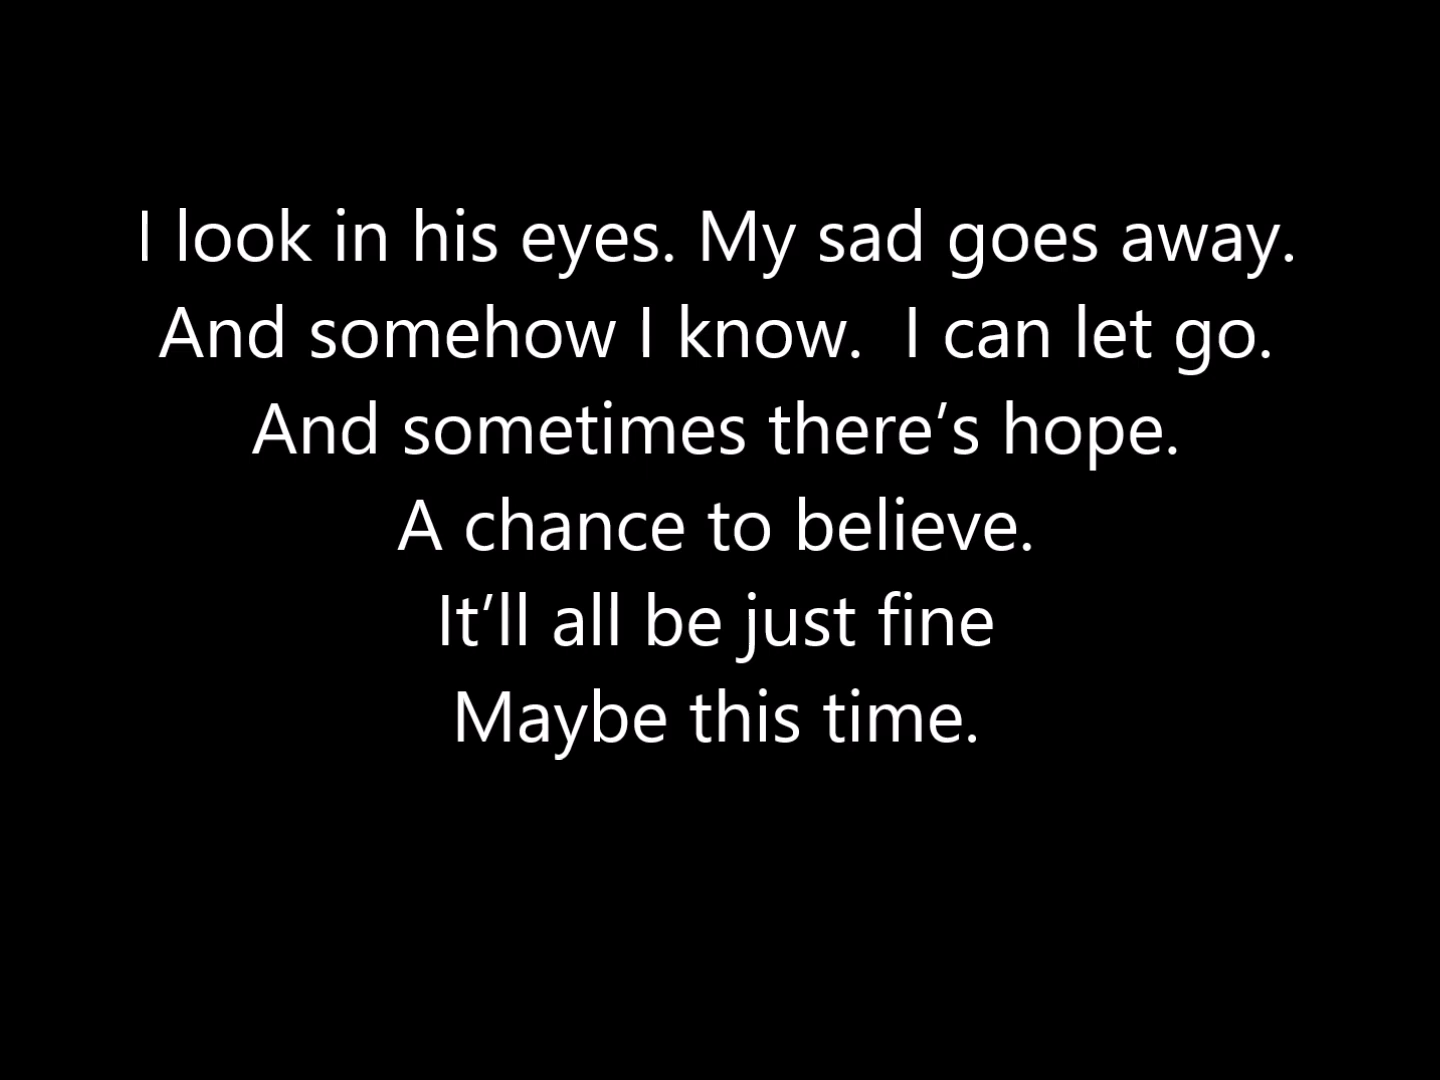 I look in his eyes. My sad goes away.
And somehow I know.  I can let go.
And sometimes there’s hope.
A chance to believe.
It’ll all be just fine
Maybe this time.